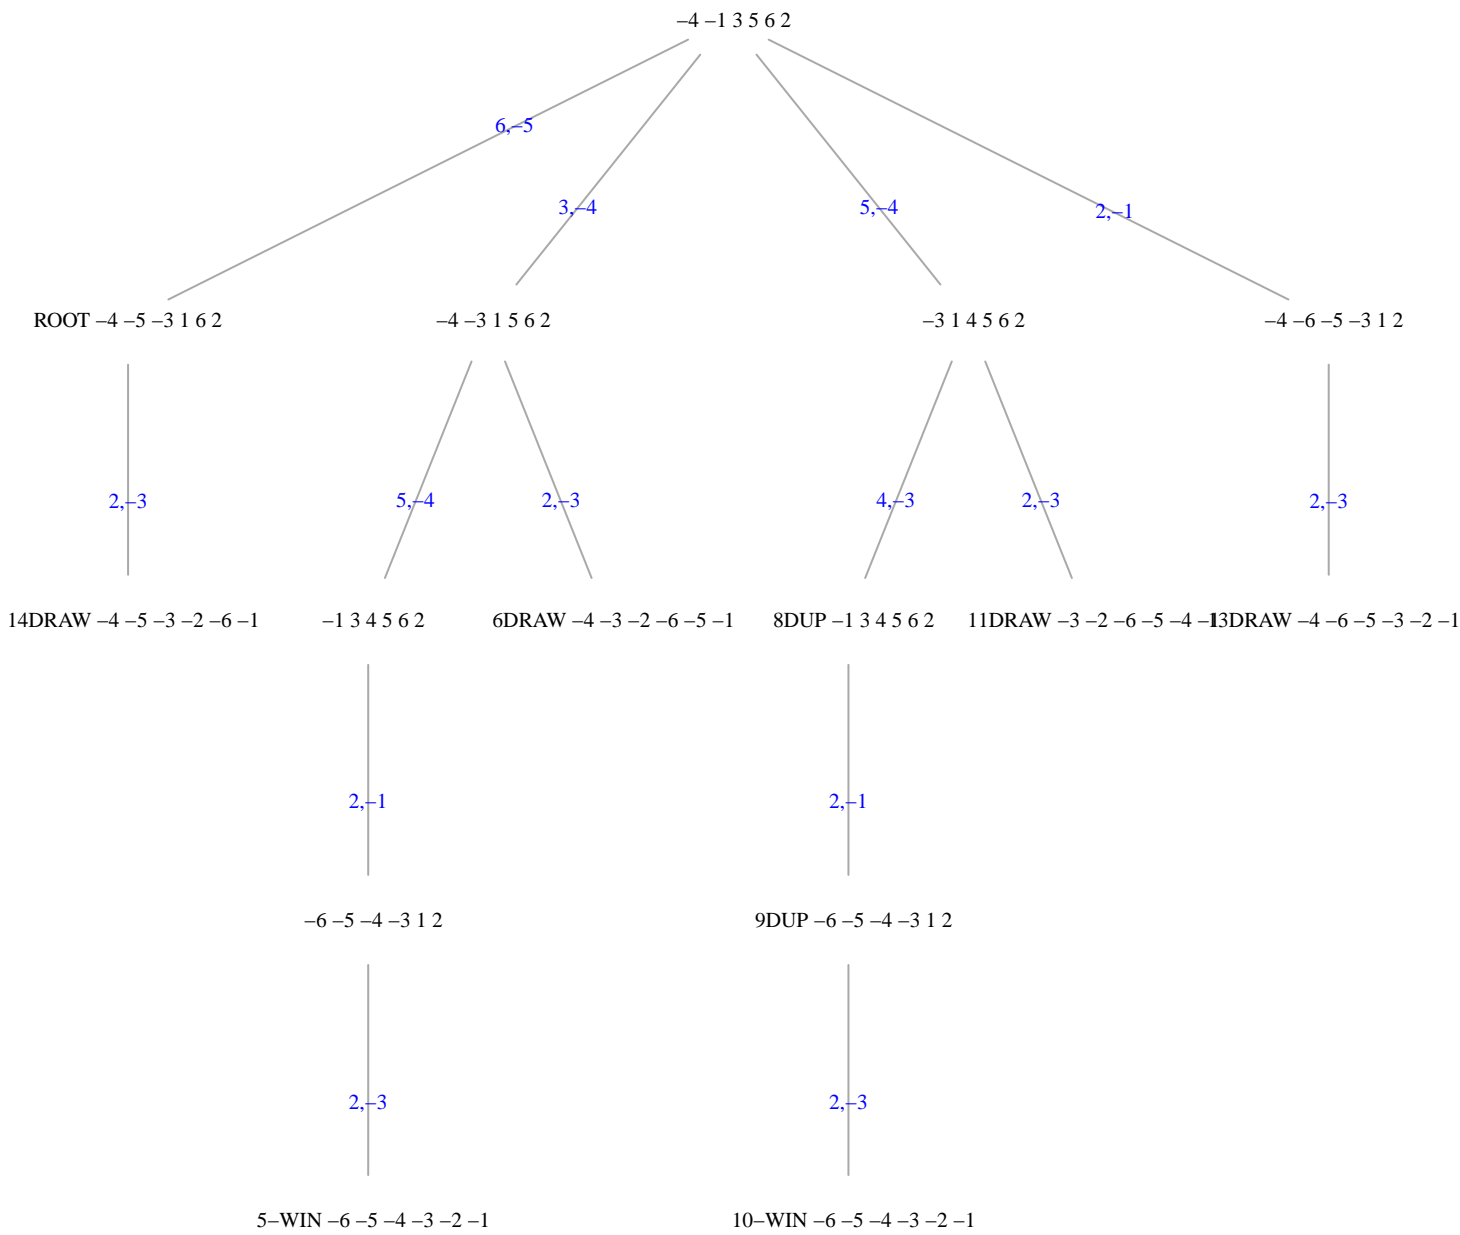 –4 –1 3 5 6 2
6,–5
3,–4
5,–4
2,–1
ROOT –4 –5 –3 1 6 2
–4 –3 1 5 6 2
–3 1 4 5 6 2
–4 –6 –5 –3 1 2
2,–3
5,–4
2,–3
4,–3
2,–3
2,–3
14DRAW –4 –5 –3 –2 –6 –1
–1 3 4 5 6 2
6DRAW –4 –3 –2 –6 –5 –1
8DUP –1 3 4 5 6 2
11DRAW –3 –2 –6 –5 –4 –1
13DRAW –4 –6 –5 –3 –2 –1
2,–1
2,–1
–6 –5 –4 –3 1 2
9DUP –6 –5 –4 –3 1 2
2,–3
2,–3
5–WIN –6 –5 –4 –3 –2 –1
10–WIN –6 –5 –4 –3 –2 –1